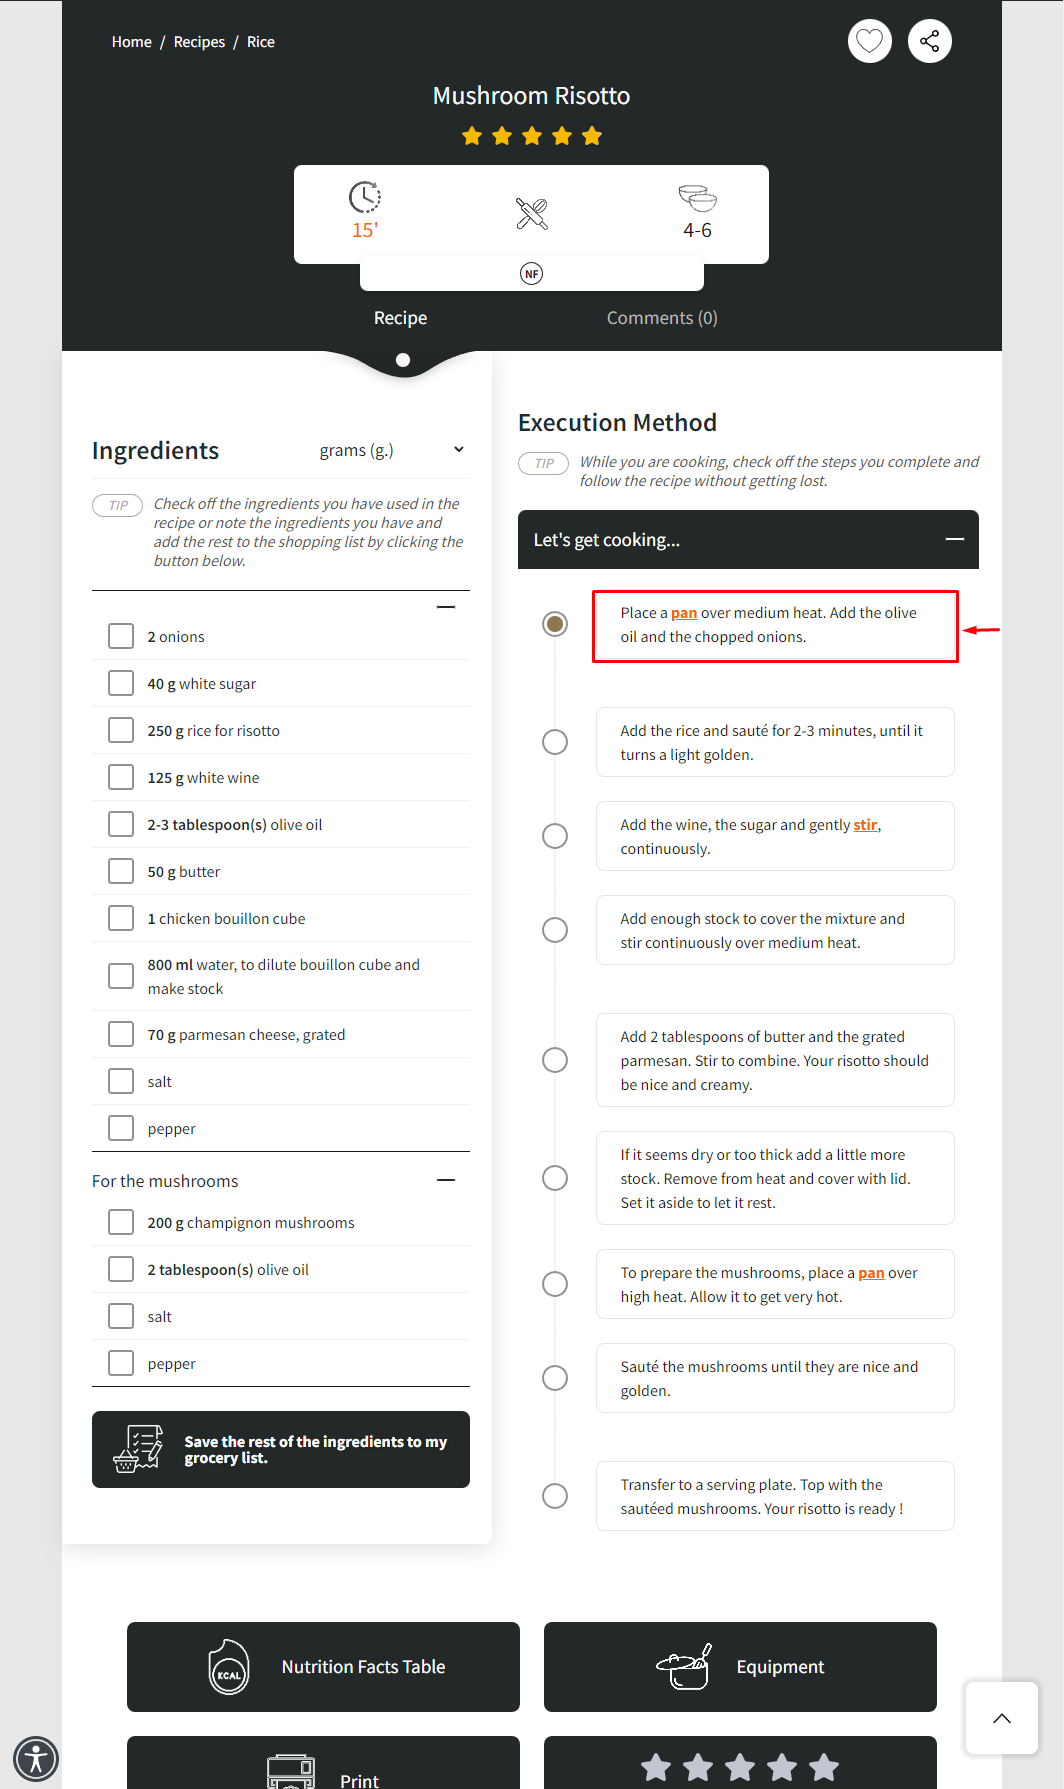 Home / Recipes / Rice
Mushroom Risotto
15'
4-6
NF
Recipe
Comments (0)
Ingredients
grams (g.)
TIP
Check off the ingredients you have used in the
recipe or note the ingredients you have and
add the rest to the shopping list by clicking the
button below.
2 onions
40 g white sugar
250 g rice for risotto
125 g white wine
2-3 tablespoon(s) olive oil
50 g butter
1 chicken bouillon cube
800 ml water, to dilute bouillon cube and
make stock
70 g parmesan cheese, grated
salt
pepper
For the mushrooms
200 g champignon mushrooms
2 tablespoon(s) olive oil
salt
pepper
Save the rest of the ingredients to my
grocery list.
Execution Method
TIP
While you are cooking, check off the steps you complete and
follow the recipe without getting lost.
Let's get cooking...
Place a pan over medium heat. Add the olive
oil and the chopped onions.
Add the rice and sauté for 2-3 minutes, until it
turns a light golden.
Add the wine, the sugar and gently stir,
continuously.
Add enough stock to cover the mixture and
stir continuously over medium heat.
Add 2 tablespoons of butter and the grated
parmesan. Stir to combine. Your risotto should
be nice and creamy.
If it seems dry or too thick add a little more
stock. Remove from heat and cover with lid.
Set it aside to let it rest.
To prepare the mushrooms, place a pan over
high heat. Allow it to get very hot.
Sauté the mushrooms until they are nice and
golden.
Transfer to a serving plate. Top with the
sautéed mushrooms. Your risotto is ready !
KCAL
Nutrition Facts Table
Equipment
Print